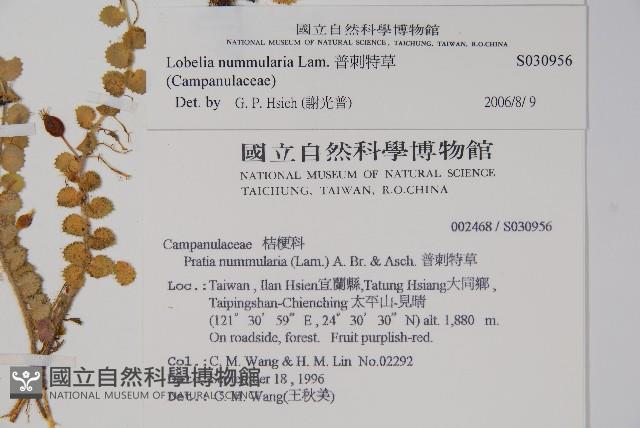 國立自然科學博物館
NATIONAL MUSEUM OF NATURAL SCIENCE, TAICHUNG, TAIWAN, R.O.CHINA
Lobelia nummularia Lam. 普剌特草 S030956
(Campanulaceae)
Det. by G. P. Hsieh (謝光普) 2006/8/9
國立自然科學博物館
NATIONAL MUSEUM OF NATURAL SCIENCE
TAICHUNG, TAIWAN, R.O.CHINA
002468 / S030956
Campanulaceae 桔梗科
Pratia nummularia (Lam.) A. Br. & Asch. 普剌特草
Loc.: Taiwan, Ilan Hsien宜蘭縣,Tatung Hsiang大同鄉,
Taipingshan-Chienching 太平山-見晴
(121° 30' 59" E, 24° 30' 30" N) alt. 1,880 m.
On roadside, forest. Fruit purplish-red.
Col.: C. M. Wang & H. M. Lin No.02292
18, 1996
C. M. Wang(王秋美)
國立自然科學博物館
NATIONAL MUSEUM OF NATURAL SCIENCE